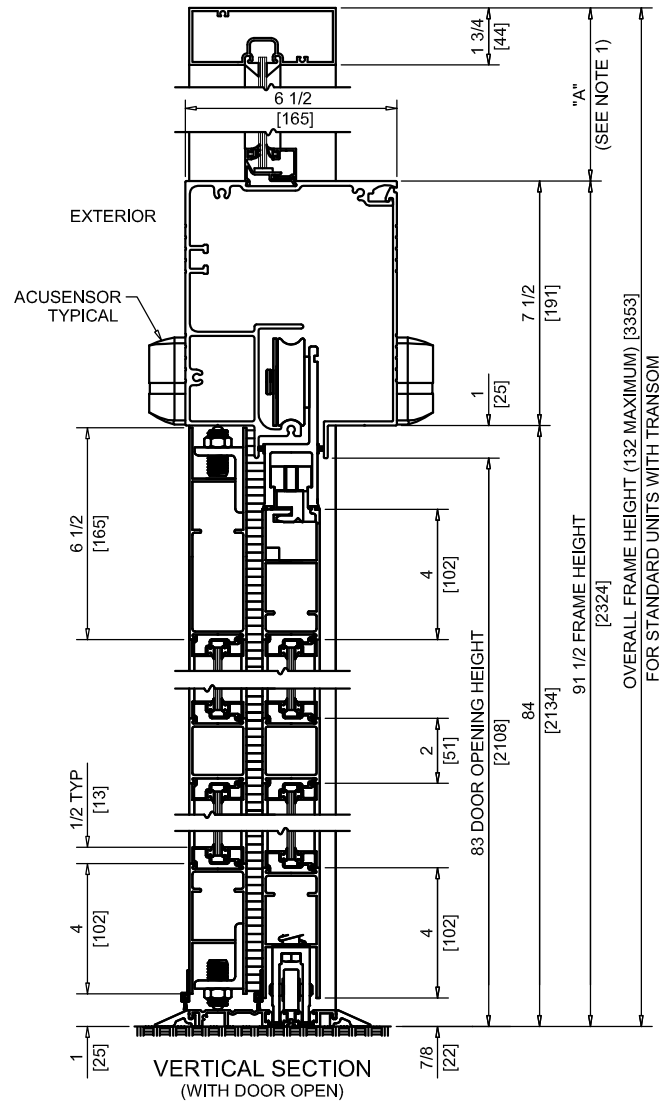 1 3/4
[44]
"A"
(SEE NOTE 1)
6 1/2
[165]
EXTERIOR
ACUSENSOR
TYPICAL
7 1/2
[191]
1
[25]
OVERALL FRAME HEIGHT (132 MAXIMUM) [3353]
FOR STANDARD UNITS WITH TRANSOM
6 1/2
[165]
4
[102]
91 1/2 FRAME HEIGHT
[2324]
84
[2134]
83 DOOR OPENING HEIGHT
[2108]
2
[51]
1/2 TYP
[13]
4
[102]
4
[102]
1
[25]
7/8
[22]
VERTICAL SECTION
(WITH DOOR OPEN)